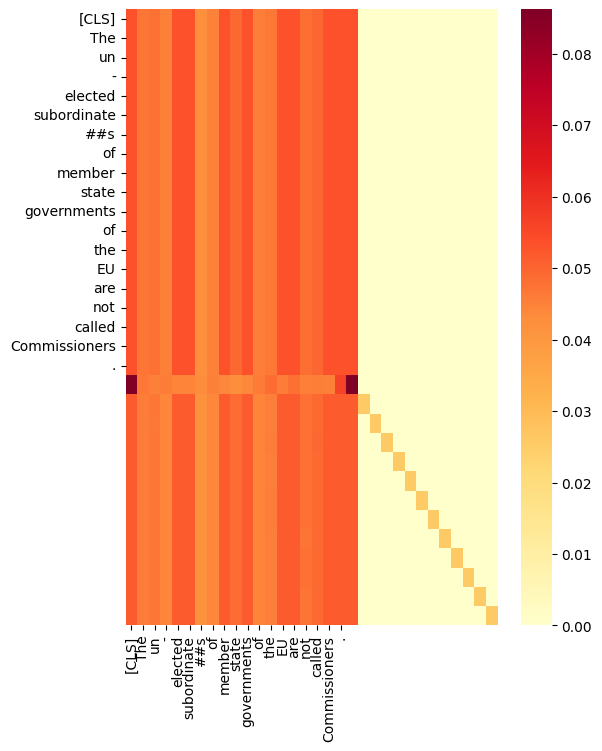 [CLS]
The
un
-
elected
subordinate
##s
of
member
state
governments
of
the
EU
are
not
called
Commissioners
.
0.08
0.07
0.06
0.05
0.04
0.03
0.02
0.01
0.00
[CLS]
The
un
-
elected
subordinate
##s
of
member
state
governments
of
the
EU
are
not
called
Commissioners
.